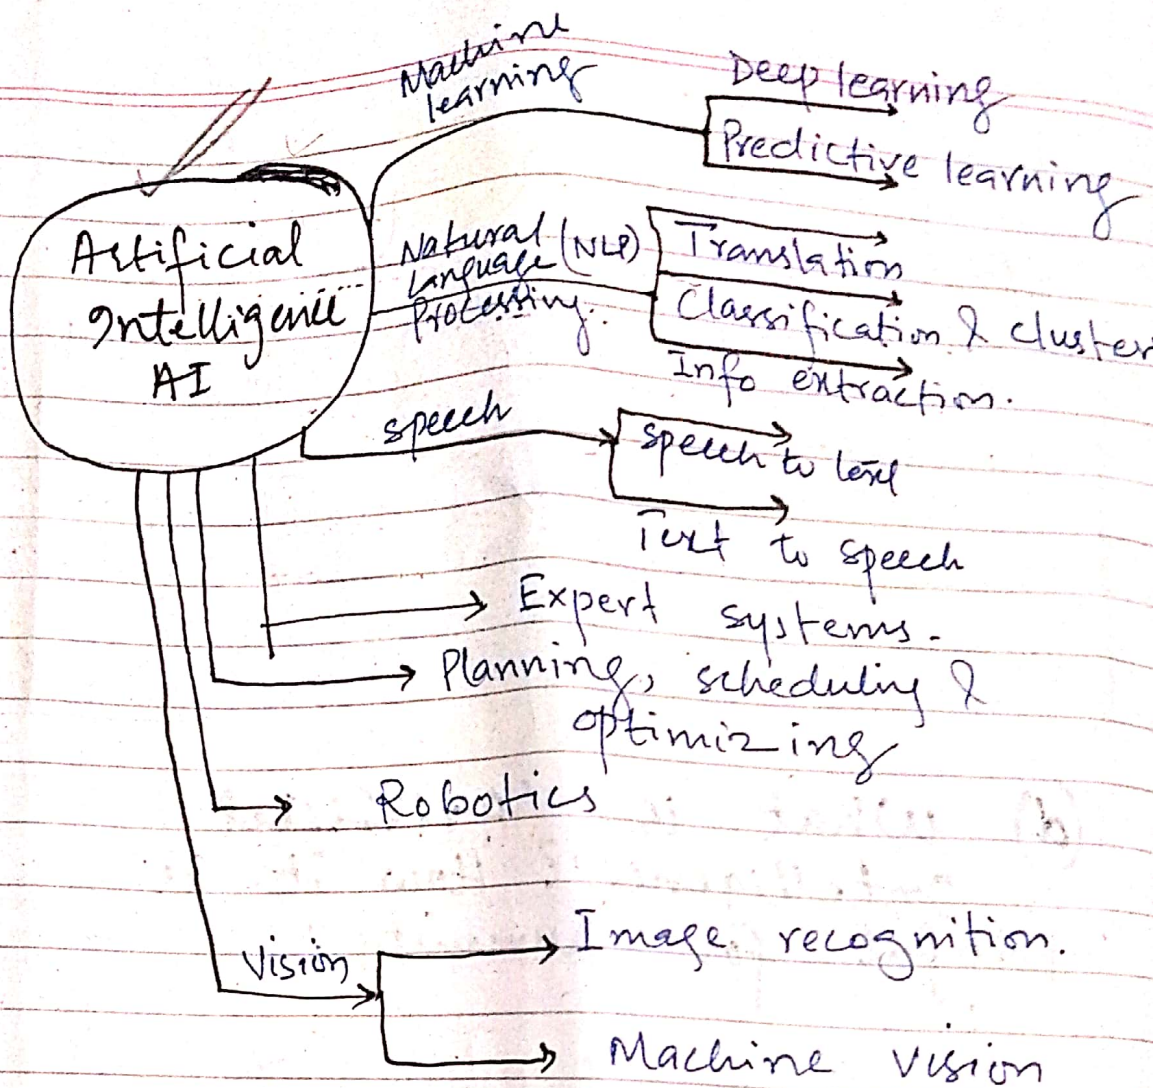 Machine
learning
Deep learning
Predictive learning
Artificial
Intelligence
AI
Natural
Language (NLP)
Processing.
Translation
Classification & cluster
Info extraction.
speech
speech to
Text to speech
Expert systems.
Planning, scheduling &
optimizing
Robotics
Vision
Image recognition.
Machine Vision